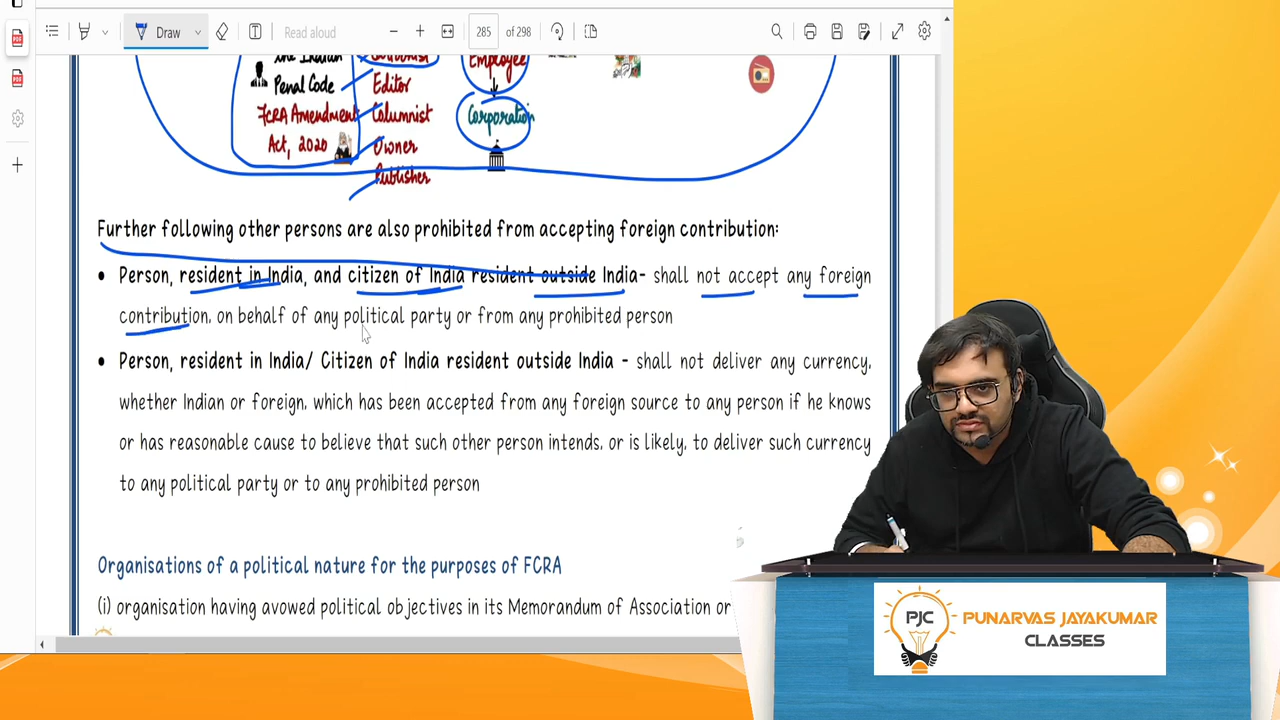 Draw
Read aloud
285 of 298
the Indian
Penal Code
FCRA Amendment
Act, 2020
Editor
Columnist
Owner
Publisher
Employee
Corporation
Further following other persons are also prohibited from accepting foreign contribution:
• Person, resident in India, and citizen of India resident outside India- shall not accept any foreign
contribution, on behalf of any political party or from any prohibited person
• Person, resident in India/ Citizen of India resident outside India - shall not deliver any currency,
whether Indian or foreign, which has been accepted from any foreign source to any person if he knows
or has reasonable cause to believe that such other person intends, or is likely, to deliver such currency
to any political party or to any prohibited person
Organisations of a political nature for the purposes of FCRA
(i) organisation having avowed political objectives in its Memorandum of Association or
PJC
PUNARVAS JAYAKUMAR
CLASSES